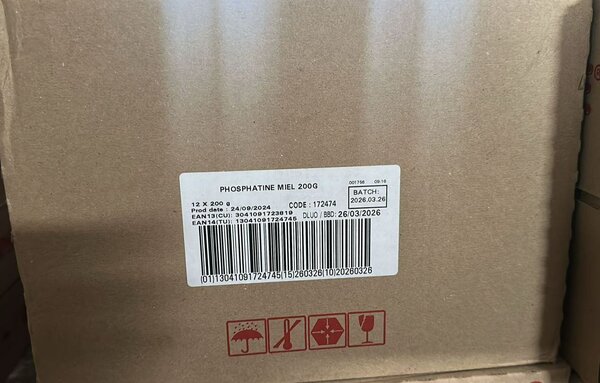 PHOSPHATINE MIEL 200G
001756 09:16
12 X 200 g
Prod date : 24/09/2024
CODE : 172474
BATCH:
2026.03.26
EAN13(CU): 3041091723819
EAN14(TU): 13041091724745
DLUO / BBD: 26/03/2026
(01)13041091724745(15)260326(10)20260326